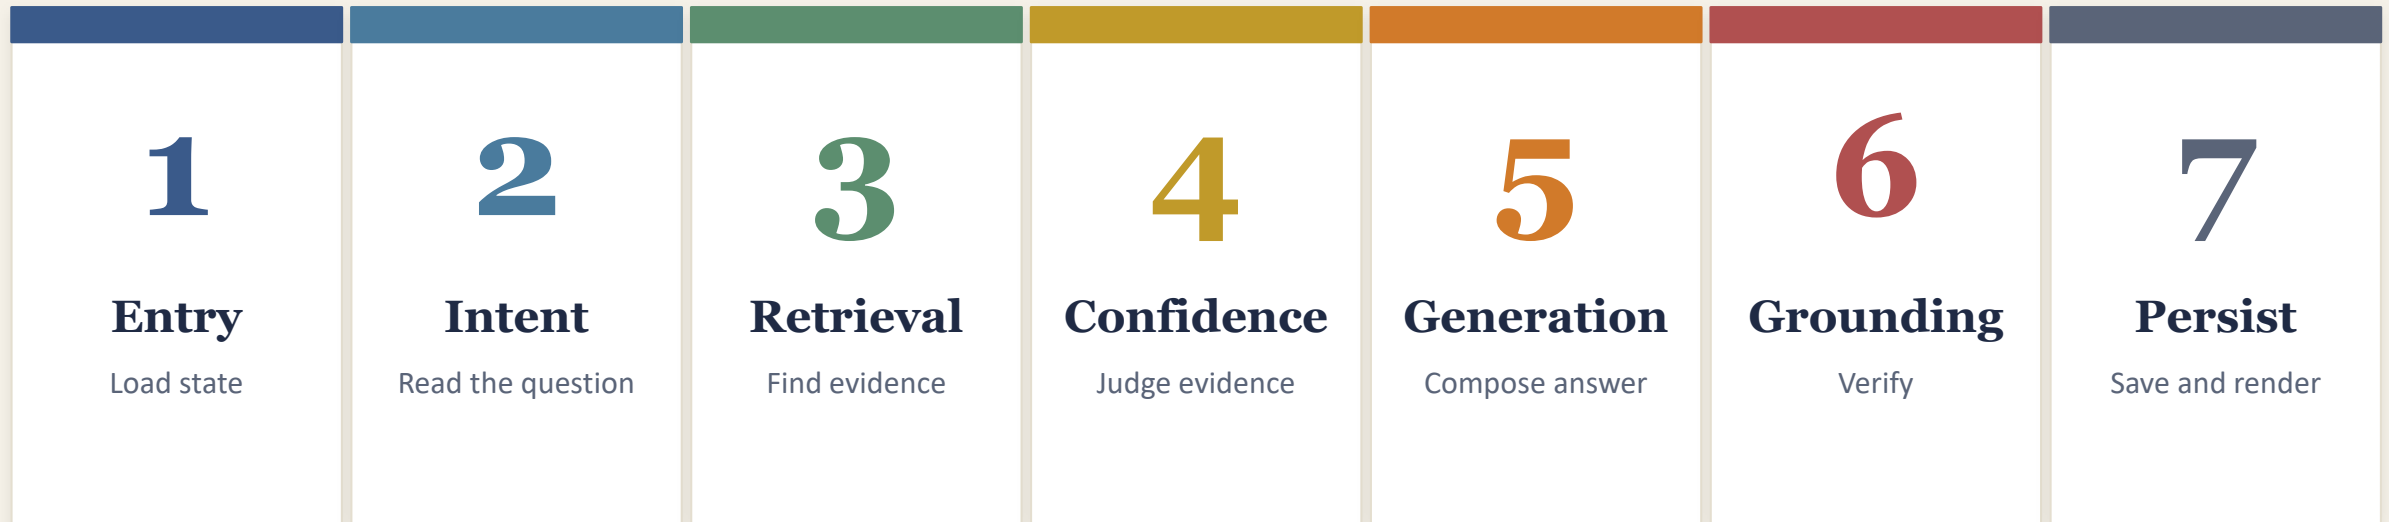 1
Entry
Load state
2
Intent
Read the question
3
Retrieval
Find evidence
4
Confidence
Judge evidence
5
Generation
Compose answer
6
Grounding
Verify
7
Persist
Save and render